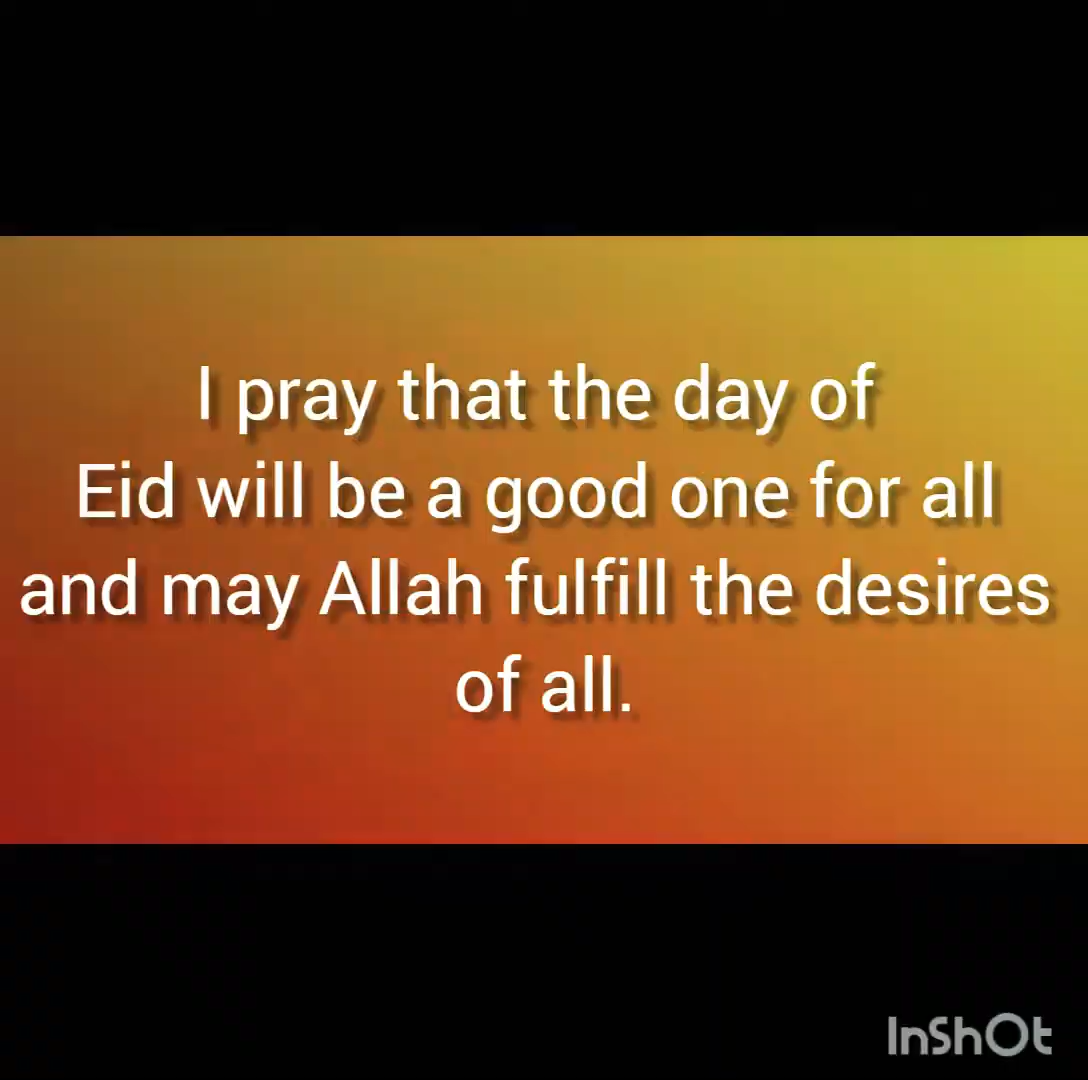 I pray that the day of
Eid will be a good one for all
and may Allah fulfill the desires
of all.
InShOt